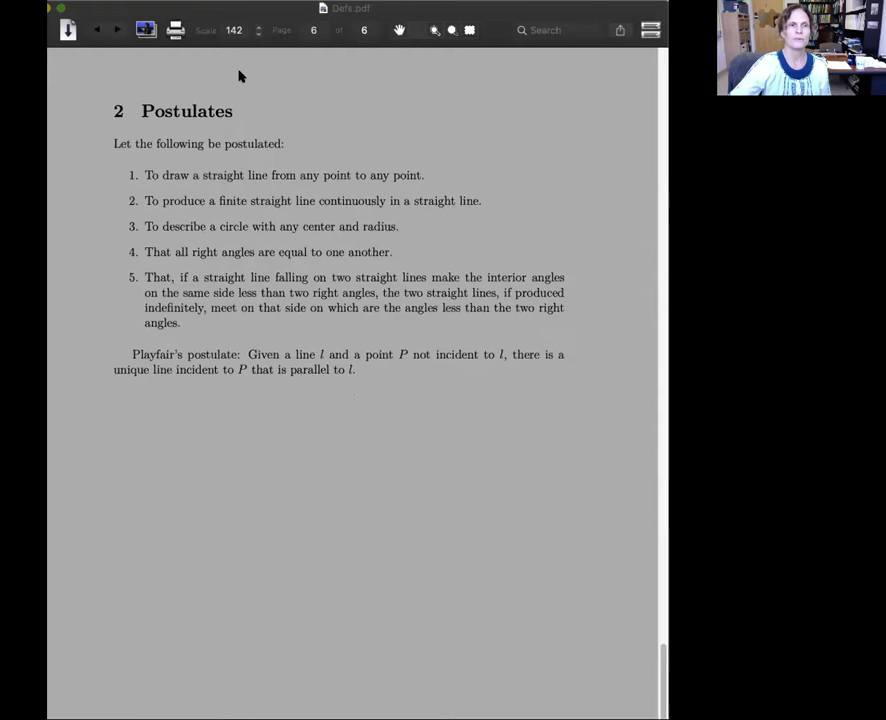 Defs.pdf
Scale 142 Page 6 of 6 Search
2 Postulates
Let the following be postulated:
1. To draw a straight line from any point to any point.
2. To produce a finite straight line continuously in a straight line.
3. To describe a circle with any center and radius.
4. That all right angles are equal to one another.
5. That, if a straight line falling on two straight lines make the interior angles
on the same side less than two right angles, the two straight lines, if produced
indefinitely, meet on that side on which are the angles less than the two right
angles.
Playfair's postulate: Given a line l and a point P not incident to l, there is a
unique line incident to P that is parallel to l.